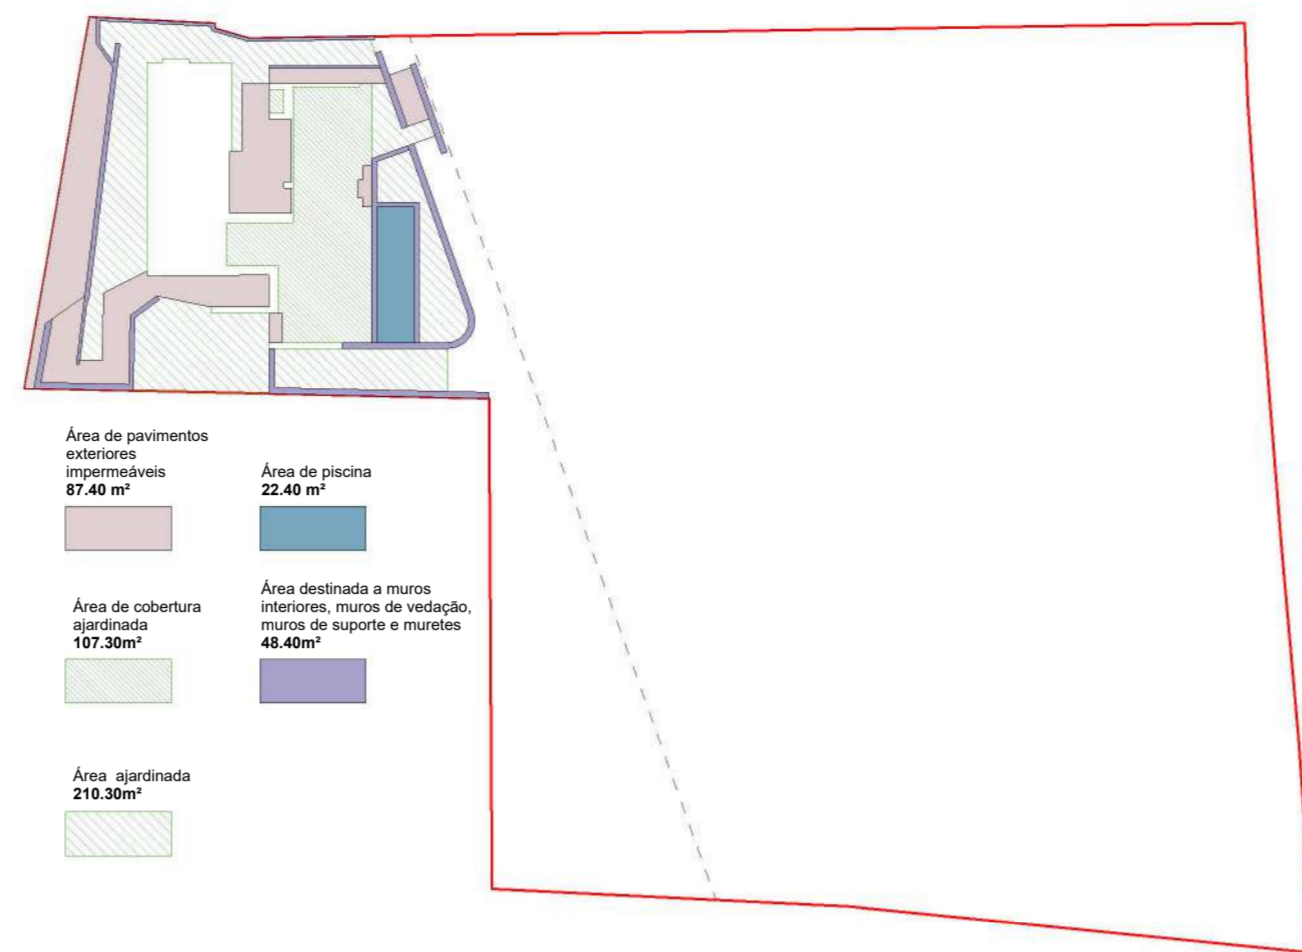 Área de pavimentos
exteriores
impermeáveis
87.40 m²
Área de piscina
22.40 m²
Área de cobertura
ajardinada
107.30m²
Área destinada a muros
interiores, muros de vedação,
muros de suporte e muretes
48.40m²
Área ajardinada
210.30m²